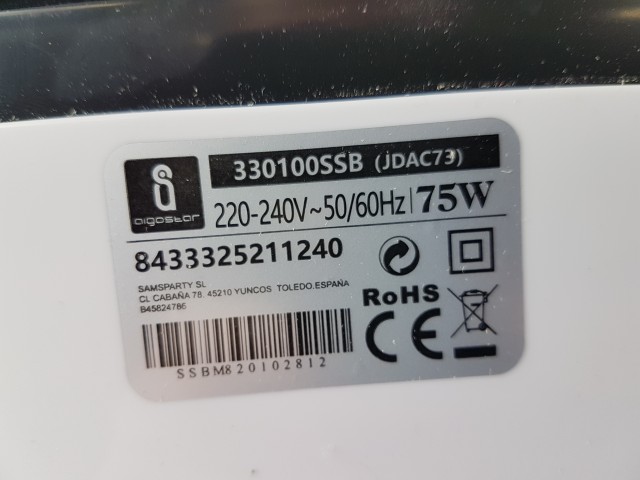 330100SSB (JDAC73)
aigostar
220-240V~50/60Hz | 75W
8433325211240
SAMSPARTY SL
CL CABAÑA 78. 45210 YUNCOS TOLEDO.ESPAÑA
B45824786
RoHS
CE
SSBM820102812